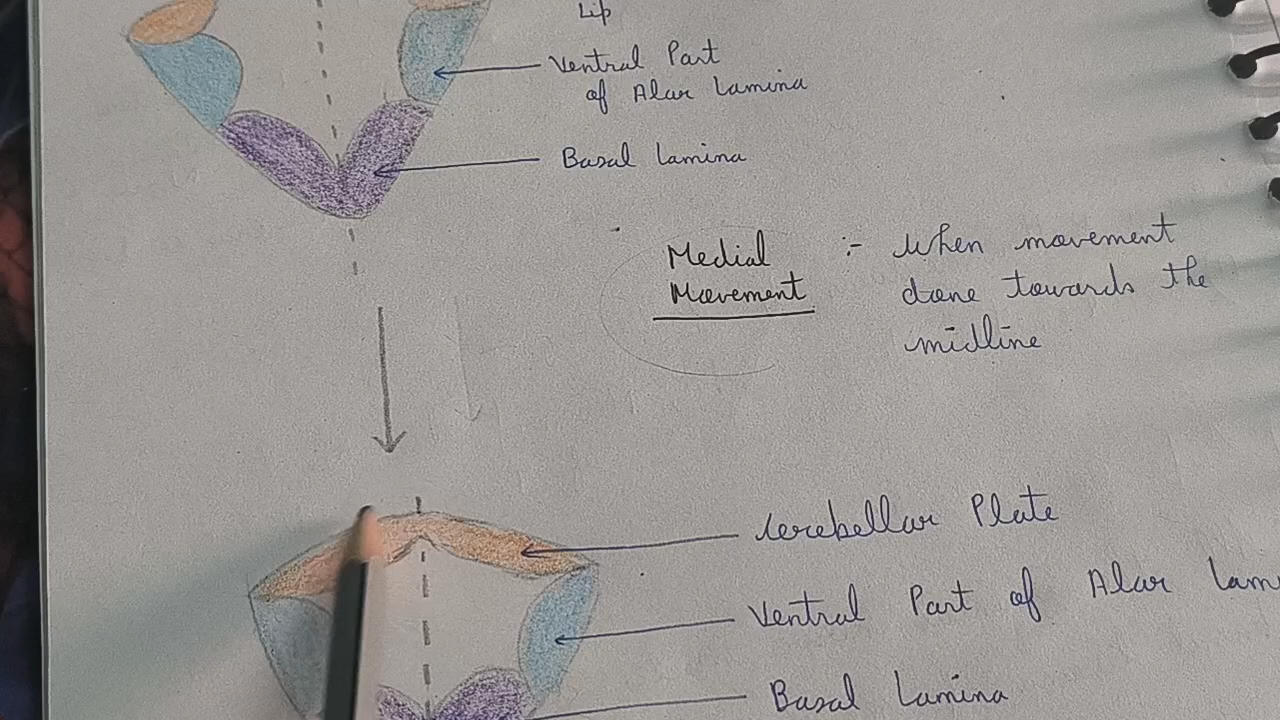 Lip
Ventral Part
of Alar Lamina
Basal Lamina
Medial :- When movement
Movement done towards the
midline
Cerebellar Plate
Ventral Part of Alar Lam
Basal Lamina